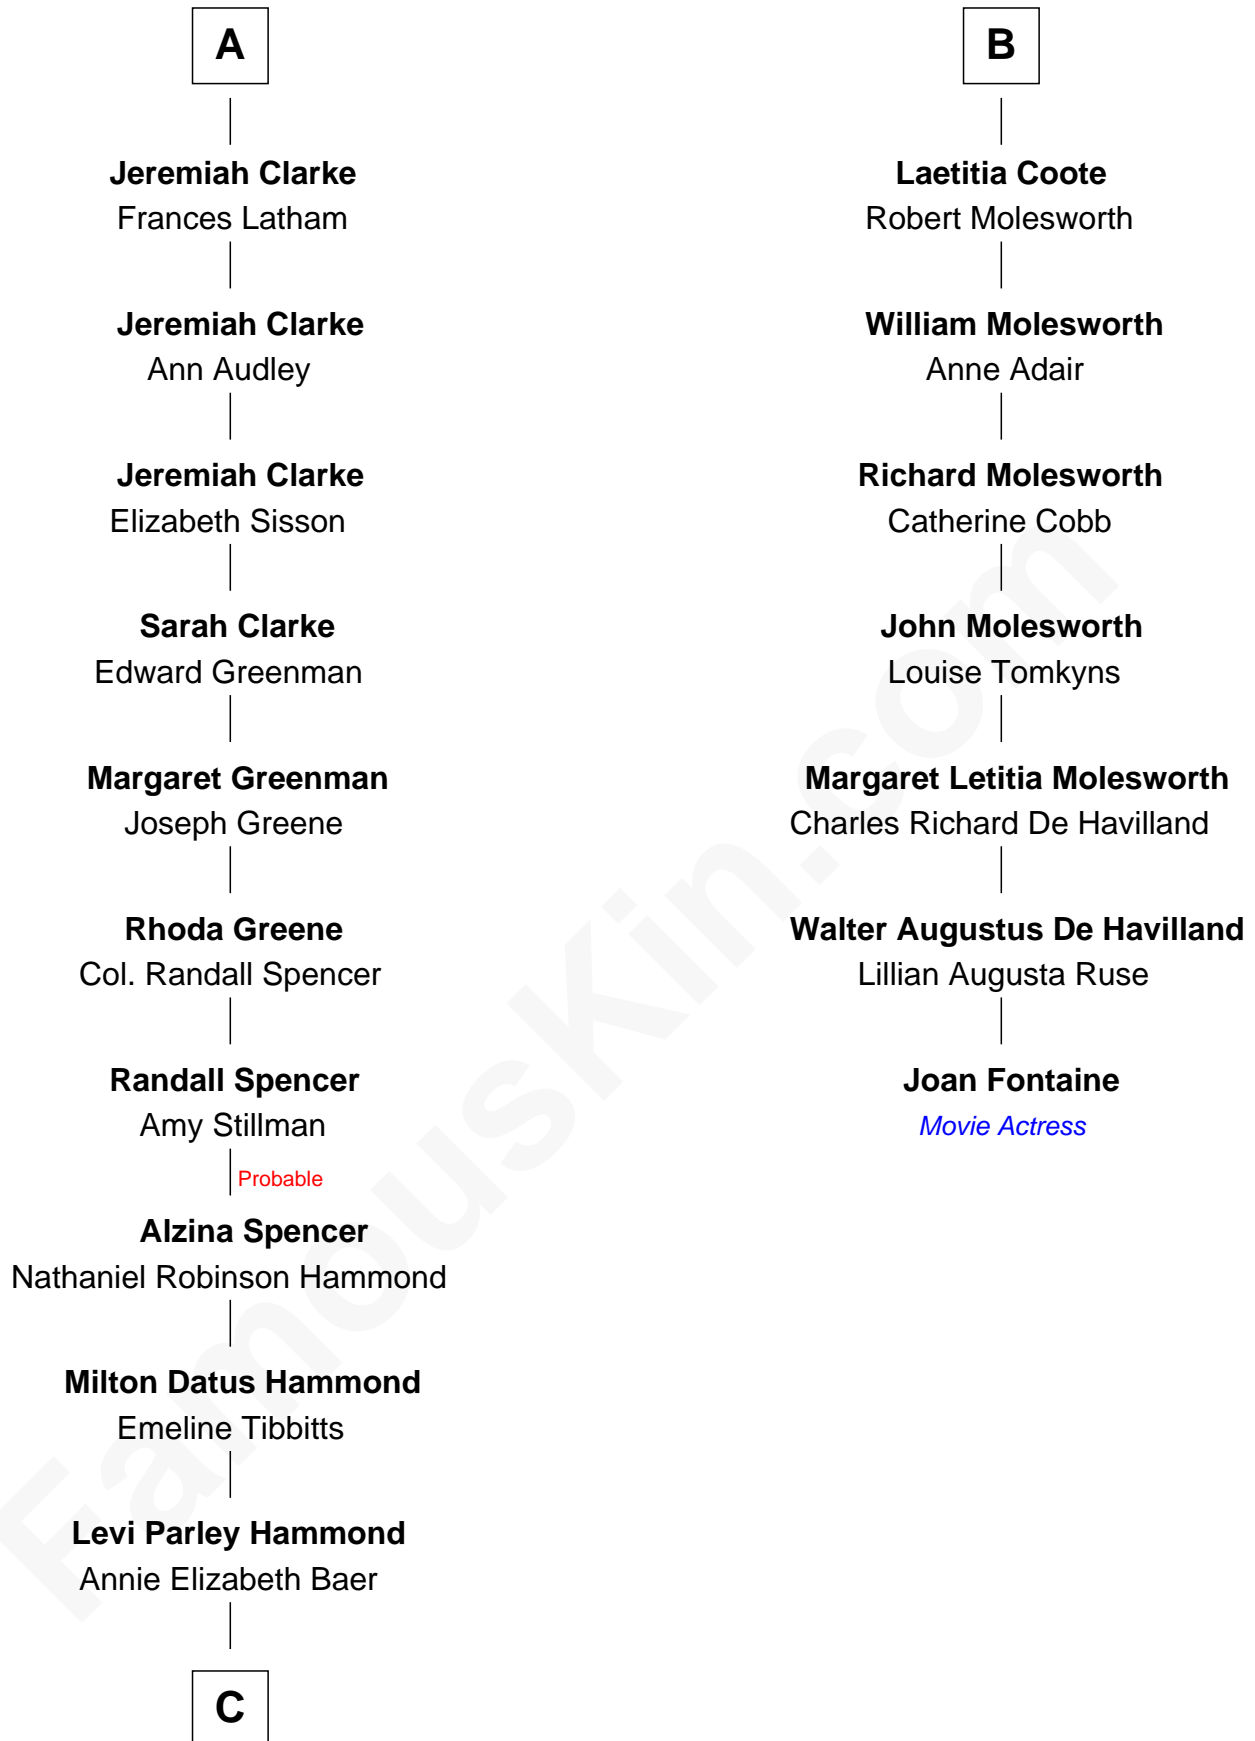 A
Jeremiah Clarke
Frances Latham
Jeremiah Clarke
Ann Audley
Jeremiah Clarke
Elizabeth Sisson
Sarah Clarke
Edward Greenman
Margaret Greenman
Joseph Greene
Rhoda Greene
Col. Randall Spencer
Randall Spencer
Amy Stillman
Probable
Alzina Spencer
Nathaniel Robinson Hammond
Milton Datus Hammond
Emeline Tibbitts
Levi Parley Hammond
Annie Elizabeth Baer
C
B
Laetitia Coote
Robert Molesworth
William Molesworth
Anne Adair
Richard Molesworth
Catherine Cobb
John Molesworth
Louise Tomkyns
Margaret Letitia Molesworth
Charles Richard De Havilland
Walter Augustus De Havilland
Lillian Augusta Ruse
Joan Fontaine
Movie Actress
FamousKin.com